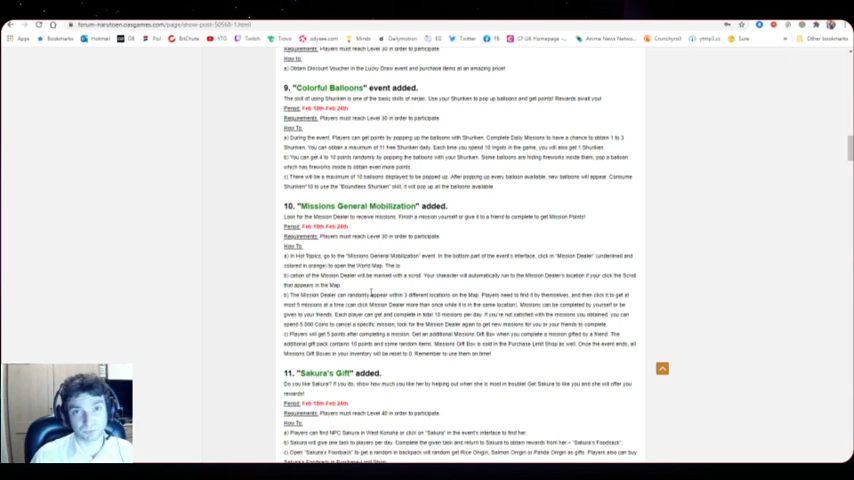 forum-narutoen.oasgames.com/page/show-post-50568-1.html
Apps Bookmarks Hotmail GB Psl BitChute YTG Twitch Trovo odysee.com Minds Dailymotion EG Twitter FB CF UK Homepage - Anime News Network Crunchyroll ytmp3.cc Sure Other bookmarks
Requirements: Players must reach Level 30 in order to participate.
How to:
a) Obtain Discount Voucher in the Lucky Draw event and purchase items at an amazing price!
9. "Colorful Balloons" event added.
The skill of using Shuriken is one of the basic skills of ninjas. Use your Shuriken to pop up balloons and get points! Rewards await you!
Period: Feb 18th-Feb 24th
Requirements: Players must reach Level 30 in order to participate.
How To:
a) During the event, Players can get points by popping up the balloons with Shuriken. Complete Daily Missions to have a chance to obtain 1 to 3
Shuriken. You can obtain a maximum of 11 free Shuriken daily. Each time you spend 10 Ingots in the game, you will also get 1 Shuriken.
b) You can get 4 to 10 points randomly by popping the balloons with your Shuriken. Some balloons are hiding fireworks inside them, pop a balloon
which has fireworks inside to obtain even more points.
c) There will be a maximum of 10 balloons displayed to be popped up. After popping up every balloon available, new balloons will appear. Consume
Shuriken*10 to use the "Boundless Shuriken" skill, it will pop up all the balloons available.
10. "Missions General Mobilization" added.
Look for the Mission Dealer to receive missions. Finish a mission yourself or give it to a friend to complete to get Mission Points!
Period: Feb 18th-Feb 24th
Requirements: Players must reach Level 30 in order to participate.
How To:
a) In Hot Topics, go to the "Missions General Mobilization" event. In the bottom part of the event's interface, click in "Mission Dealer" (underlined and
colored in orange) to open the World Map. The lo
b) cation of the Mission Dealer will be marked with a scroll. Your character will automatically run to the Mission Dealer's location if your click the Scroll
that appears in the Map.
b) The Mission Dealer can randomly appear within 3 different locations on the Map. Players need to find it by themselves, and then click it to get at
most 5 missions at a time (can click Mission Dealer more than once while it is in the same location). Missions can be completed by yourself or be
given to your friends. Each player can get and complete in total 10 missions per day. If you're not satisfied with the missions you obtained, you can
spend 5,000 Coins to cancel a specific mission, look for the Mission Dealer again to get new missions for you or your friends to complete.
c) Players will get 5 points after completing a mission. Get an additional Missions Gift Box when you complete a mission gifted by a friend. The
additional gift pack contains 10 points and some random items. Missions Gift Box is sold in the Purchase Limit Shop as well. Once the event ends, all
Missions Gift Boxes in your Inventory will be reset to 0. Remember to use them on time!
11. "Sakura's Gift" added.
Do you like Sakura? If you do, show how much you like her by helping out when she is most in trouble! Get Sakura to like you and she will offer you
rewards!
Period: Feb 18th-Feb 24th
Requirements: Players must reach Level 40 in order to participate.
How To:
a) Players can find NPC Sakura in West Konoha or click on "Sakura" in the event's interface to find her;
b) Sakura will give one task to players per day. Complete the given task and return to Sakura to obtain rewards from her – "Sakura's Foodsack";
c) Open "Sakura's Foodsack" to get a random in backpack will random get Rice Onigiri, Salmon Onigiri or Panda Onigiri as gifts. Players also can buy
Sakura's Foodsack in Purchase Limit Shop.